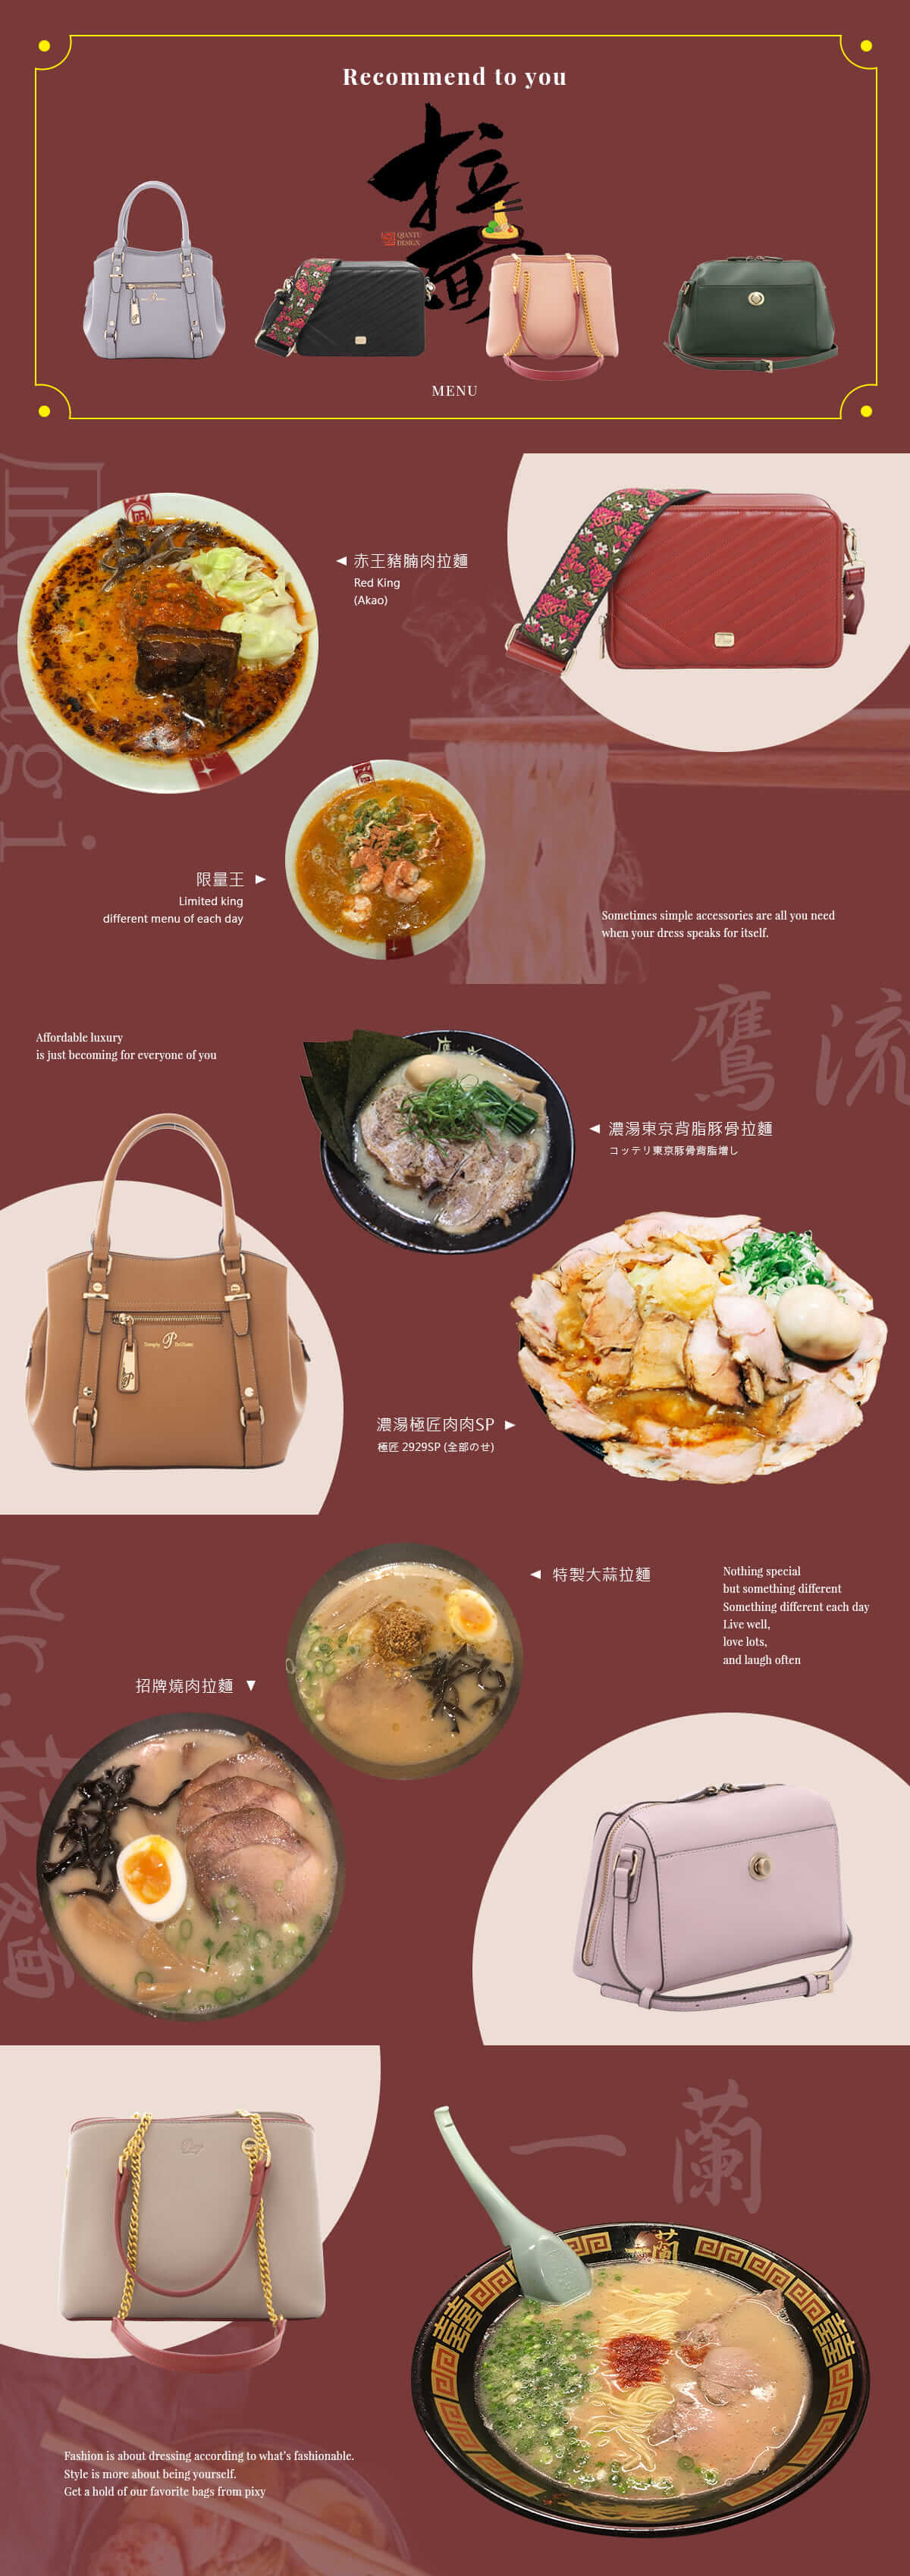 Recommend to you
拉
QIANTU
DESIGN
MENU
赤王豬腩肉拉麵
Red King
(Akao)
限量王
Limited king
different menu of each day
Sometimes simple accessories are all you need
when your dress speaks for itself.
鷹流
Affordable luxury
is just becoming for everyone of you
濃湯東京背脂豚骨拉麵
コッテリ東京豚骨背脂増し
Simply P Brilliant
濃湯極匠肉肉SP
極匠 2929SP (全部のせ)
Mr.拉麵
特製大蒜拉麵
Nothing special
but something different
Something different each day
Live well,
love lots,
and laugh often
招牌燒肉拉麵
一蘭
一蘭
Fashion is about dressing according to what's fashionable.
Style is more about being yourself.
Get a hold of our favorite bags from pixy